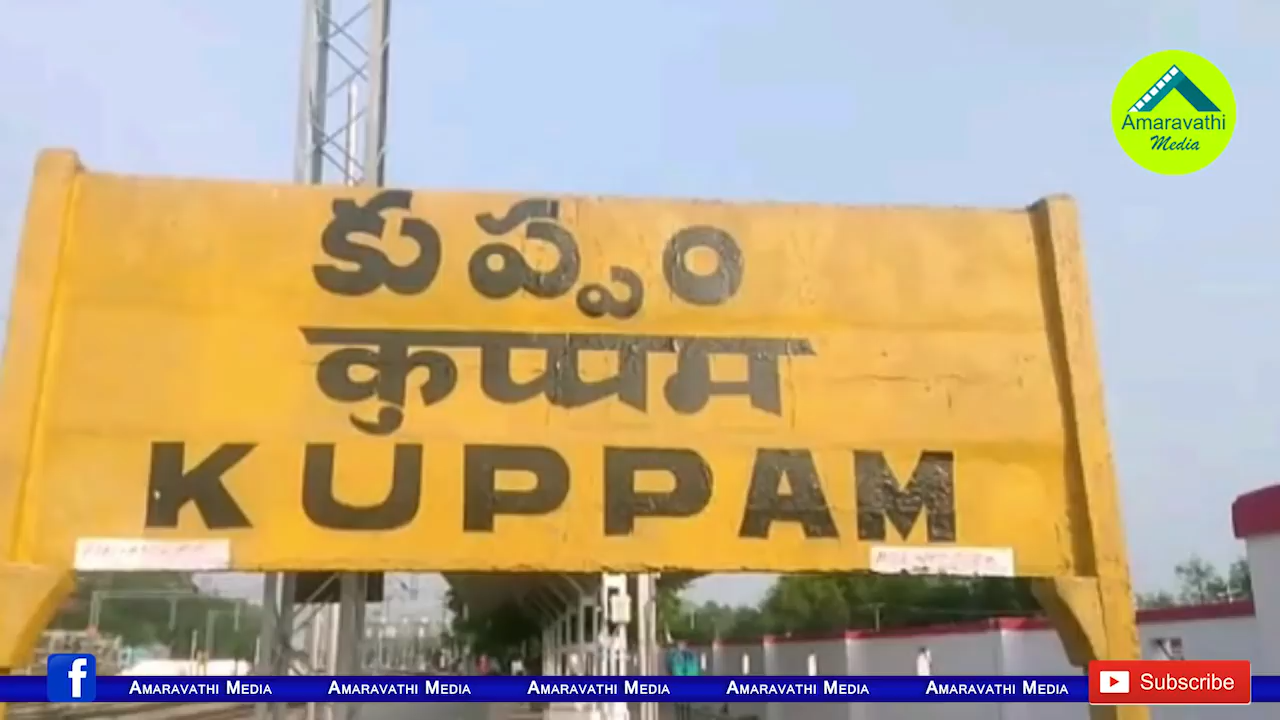 Amaravathi
Media
కుప్పం
कुप्पम
KUPPAM
f AMARAVATHI MEDIA AMARAVATHI MEDIA AMARAVATHI MEDIA AMARAVATHI MEDIA AMARAVATHI MEDIA Subscribe